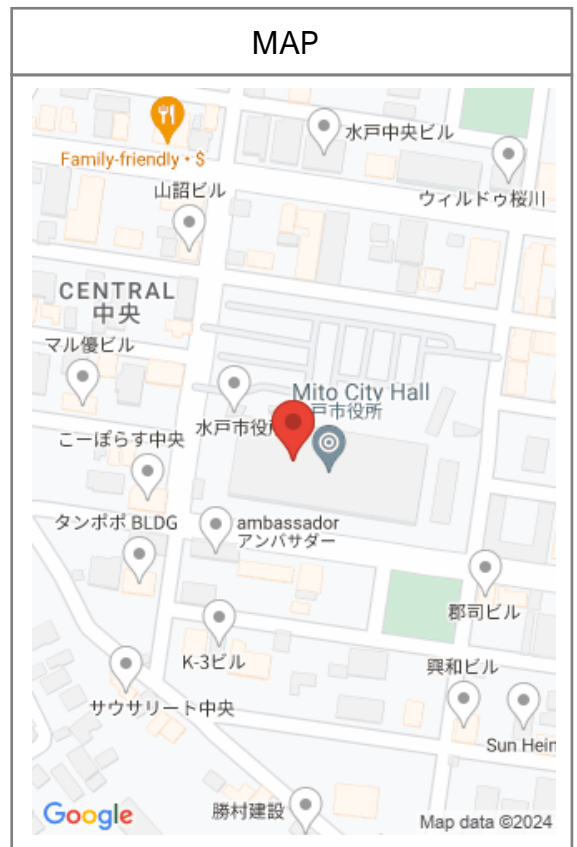 MAP
水戸中央ビル
Family-friendly • $
山詔ビル
ウィルドゥ桜川
CENTRAL
中央
マル優ビル
Mito City Hall
戸市役所
水戸市役
こーぽらす中央
タンポポ BLDG
ambassador
アンバサダー
郡司ビル
K-3ビル
興和ビル
サウサリート中央
Sun Hein
勝村建設
Google
Map data ©2024